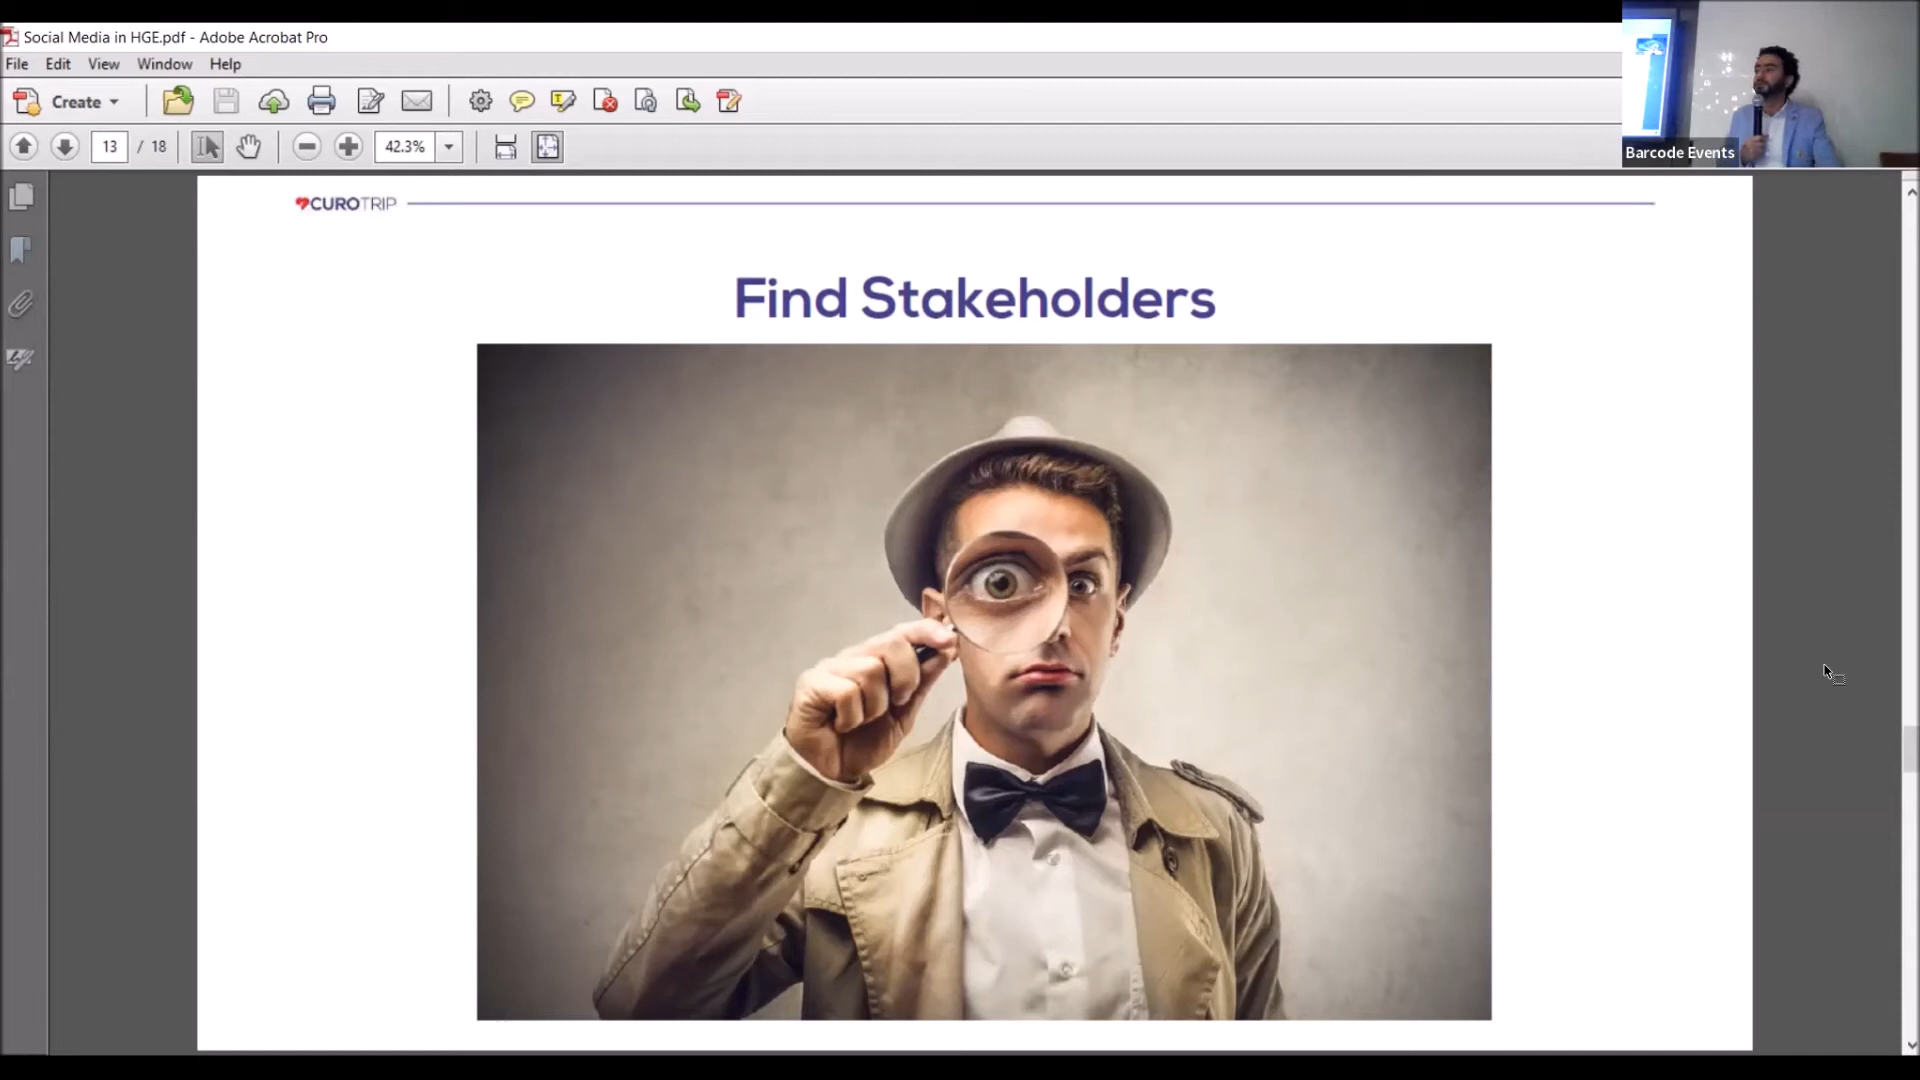 Social Media in HGE.pdf - Adobe Acrobat Pro
File Edit View Window Help
Create
13 / 18
42.3%
Barcode Events
CUROTRIP
Find Stakeholders